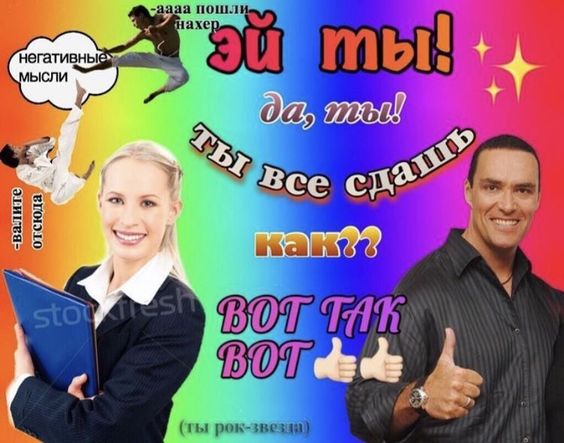 -аааа пошли
нахер
эй ты!
негативные
мысли
да, ты!
ты все сдашь
-валите
отсюда
как??
stockfresh
ВОТ ТАК
ВОТ👍🏻👍🏻
(ты рок-звезда)